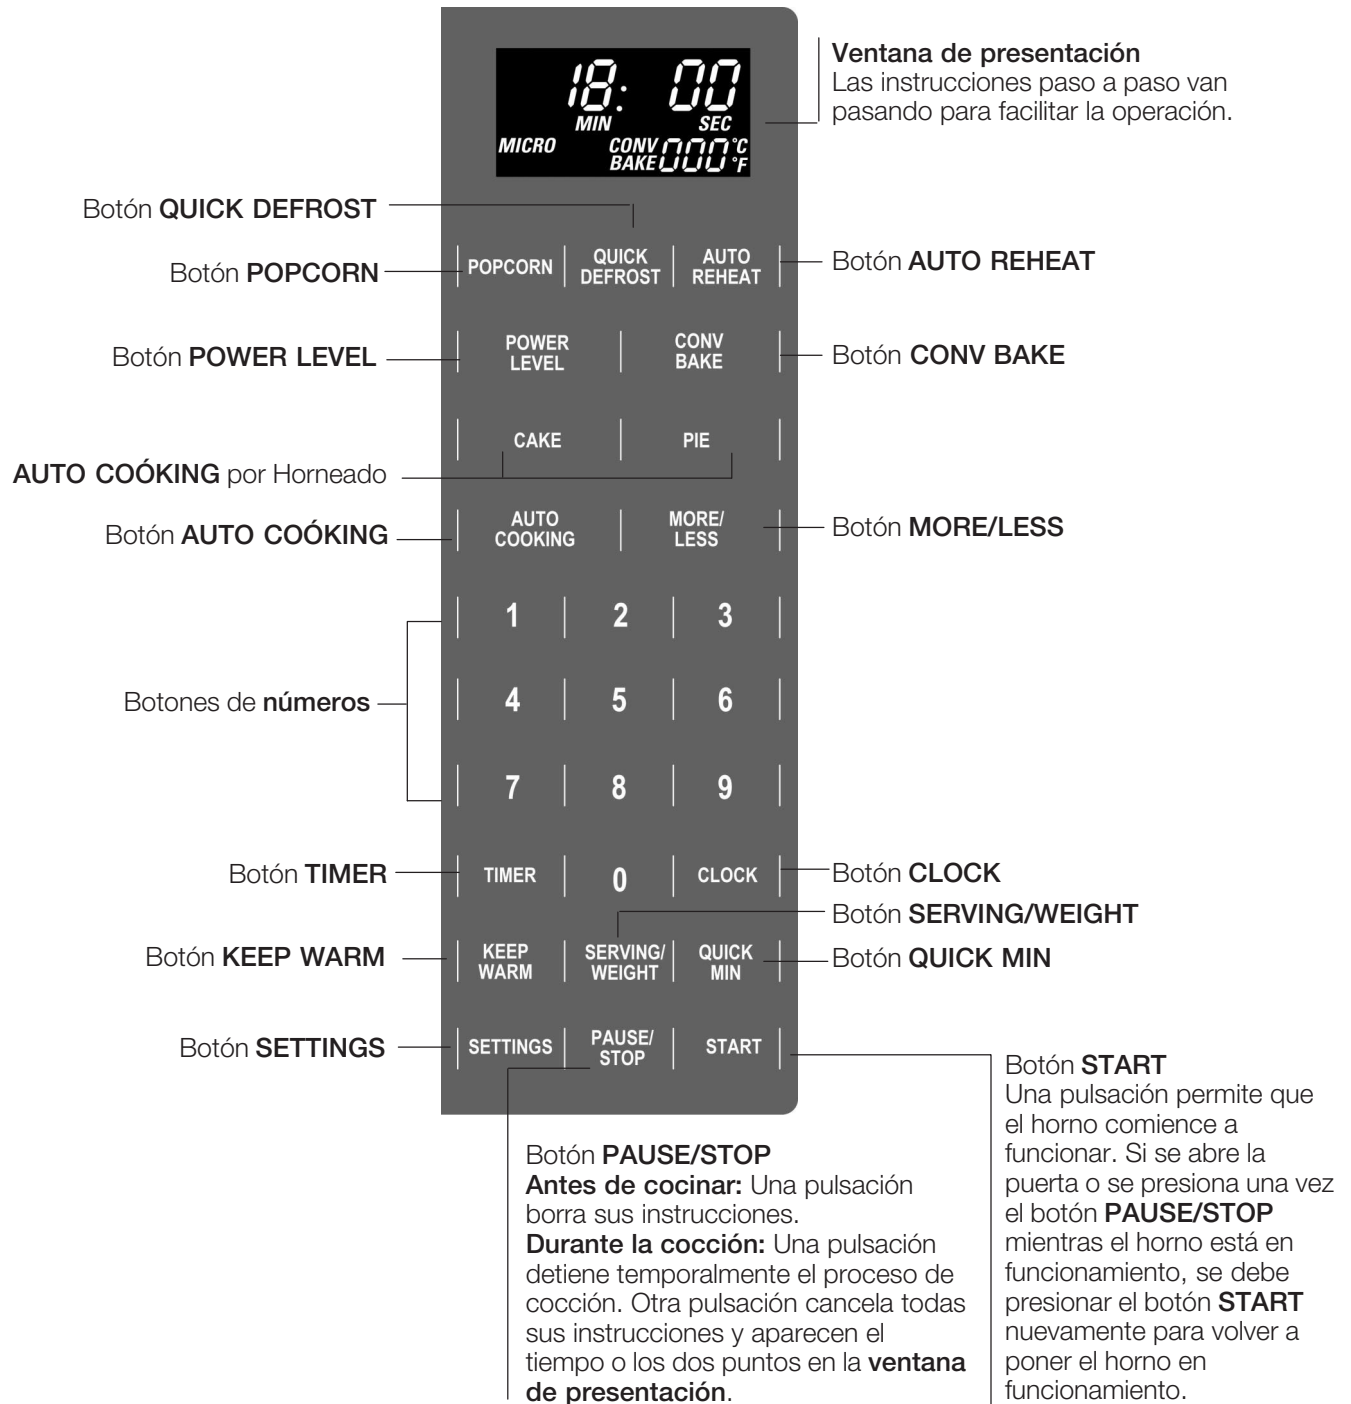 18: 00
MIN SEC
MICRO CONV BAKE 000 °C °F
Ventana de presentación
Las instrucciones paso a paso van
pasando para facilitar la operación.
Botón QUICK DEFROST
Botón POPCORN
POPCORN
QUICK
DEFROST
AUTO
REHEAT
Botón AUTO REHEAT
Botón POWER LEVEL
POWER
LEVEL
CONV
BAKE
Botón CONV BAKE
CAKE
PIE
AUTO COÓKING por Horneado
Botón AUTO COÓKING
AUTO
COOKING
MORE/
LESS
Botón MORE/LESS
1 2 3
Botones de números
4 5 6
7 8 9
Botón TIMER
TIMER
0
CLOCK
Botón CLOCK
Botón SERVING/WEIGHT
Botón KEEP WARM
KEEP
WARM
SERVING/
WEIGHT
QUICK
MIN
Botón QUICK MIN
Botón SETTINGS
SETTINGS
PAUSE/
STOP
START
Botón PAUSE/STOP
Antes de cocinar: Una pulsación
borra sus instrucciones.
Durante la cocción: Una pulsación
detiene temporalmente el proceso de
cocción. Otra pulsación cancela todas
sus instrucciones y aparecen el
tiempo o los dos puntos en la ventana
de presentación.
Botón START
Una pulsación permite que
el horno comience a
funcionar. Si se abre la
puerta o se presiona una vez
el botón PAUSE/STOP
mientras el horno está en
funcionamiento, se debe
presionar el botón START
nuevamente para volver a
poner el horno en
funcionamiento.